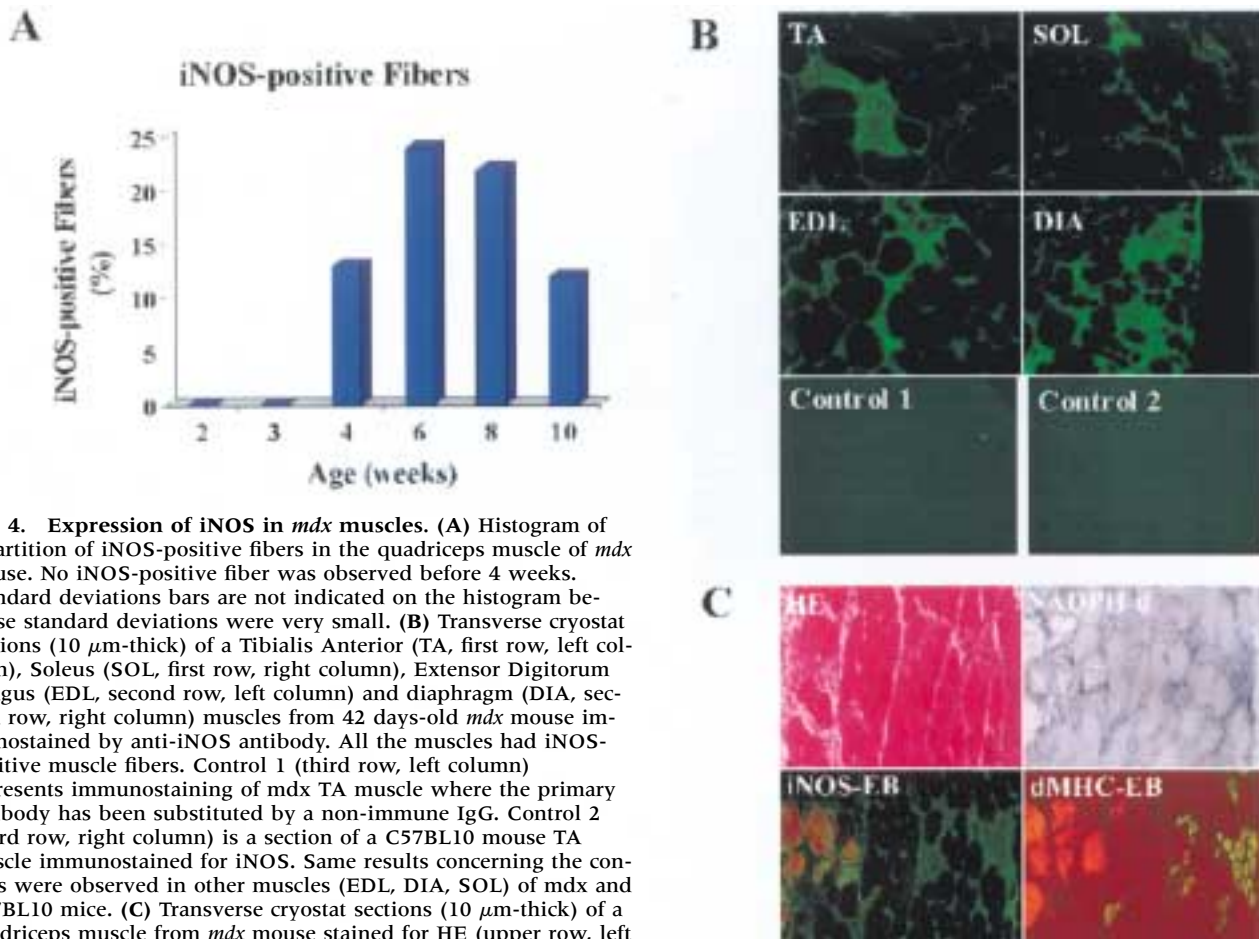 A
iNOS-positive Fibers
iNOS-positive Fibers
(%)
25
20
15
10
5
0
2 3 4 6 8 10
Age (weeks)
B
TA SOL
EDL DIA
Control 1 Control 2
C
HE NADPH-d
iNOS-EB dMHC-EB
4. Expression of iNOS in mdx muscles. (A) Histogram of
artition of iNOS-positive fibers in the quadriceps muscle of mdx
use. No iNOS-positive fiber was observed before 4 weeks.
ndard deviations bars are not indicated on the histogram be-
se standard deviations were very small. (B) Transverse cryostat
ions (10 μm-thick) of a Tibialis Anterior (TA, first row, left col-
n), Soleus (SOL, first row, right column), Extensor Digitorum
gus (EDL, second row, left column) and diaphragm (DIA, sec-
row, right column) muscles from 42 days-old mdx mouse im-
nostained by anti-iNOS antibody. All the muscles had iNOS-
itive muscle fibers. Control 1 (third row, left column)
resents immunostaining of mdx TA muscle where the primary
body has been substituted by a non-immune IgG. Control 2
rd row, right column) is a section of a C57BL10 mouse TA
scle immunostained for iNOS. Same results concerning the con-
s were observed in other muscles (EDL, DIA, SOL) of mdx and
7BL10 mice. (C) Transverse cryostat sections (10 μm-thick) of a
driceps muscle from mdx mouse stained for HE (upper row, left